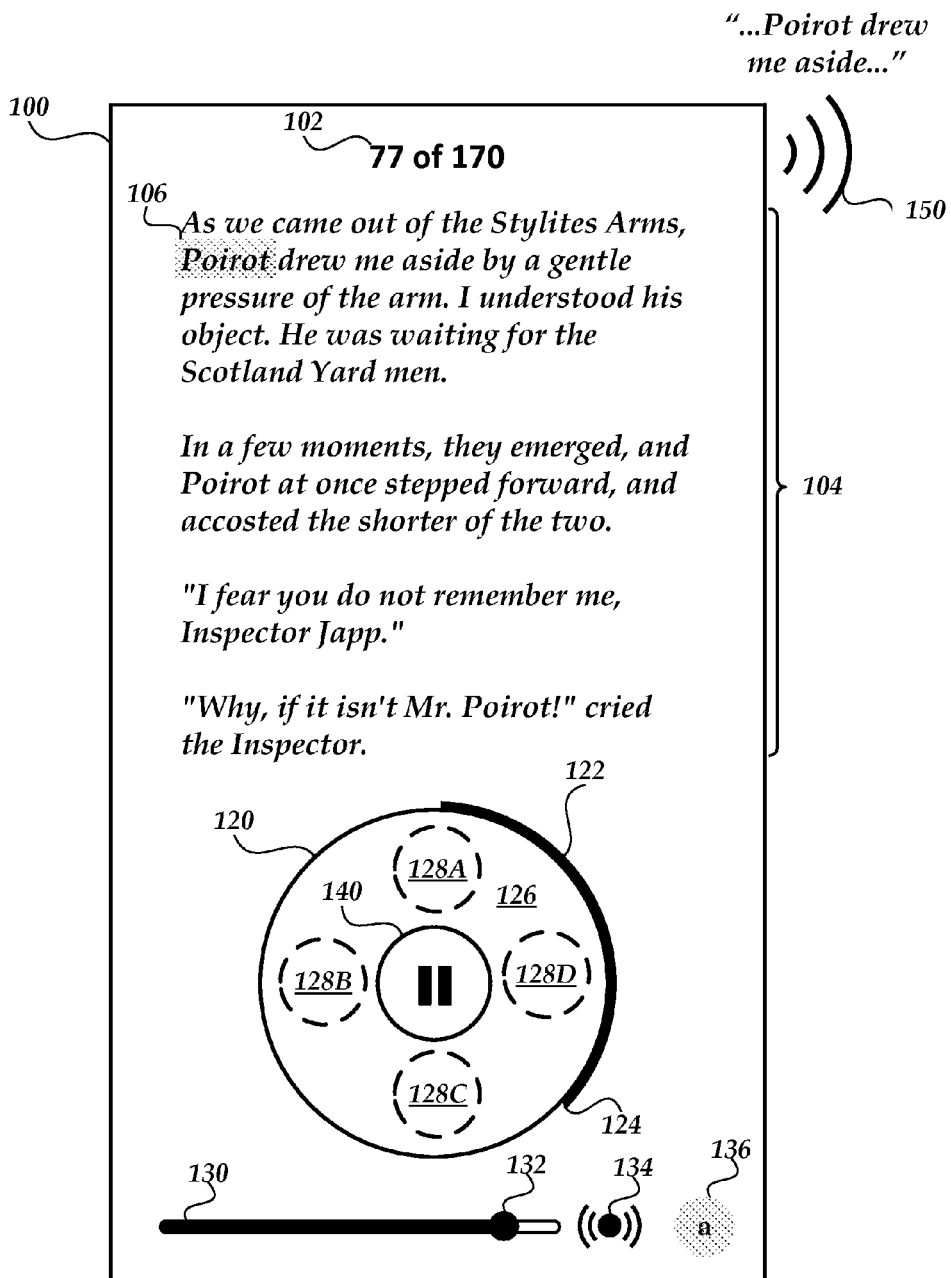 “...Poirot drew
me aside...”
100
102
77 of 170
150
106
As we came out of the Stylites Arms,
Poirot drew me aside by a gentle
pressure of the arm. I understood his
object. He was waiting for the
Scotland Yard men.
In a few moments, they emerged, and
Poirot at once stepped forward, and
accosted the shorter of the two.
104
"I fear you do not remember me,
Inspector Japp."
"Why, if it isn't Mr. Poirot!" cried
the Inspector.
122
120
128A
140
126
128B
128D
128C
124
130
132
134
136
a